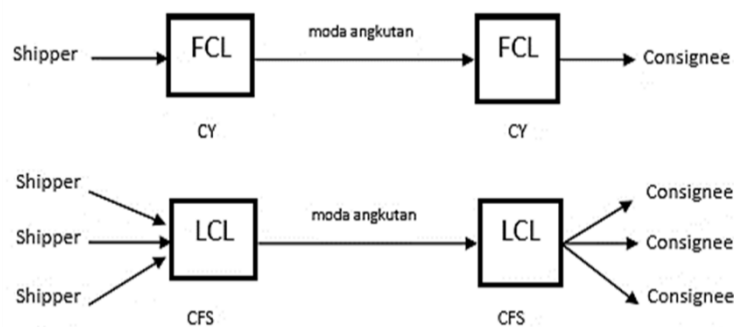 moda angkutan
Shipper FCL FCL Consignee
CY CY
Shipper Consignee
moda angkutan
Shipper LCL LCL Consignee
Shipper Consignee
CFS CFS